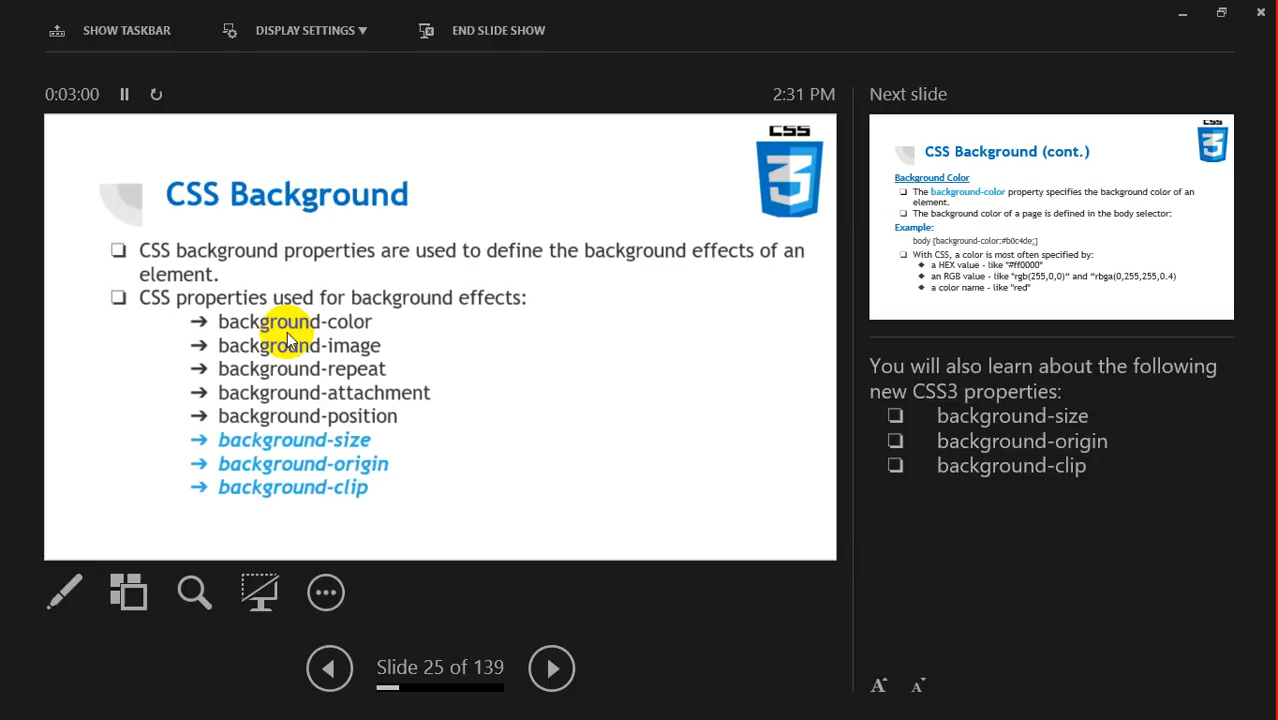 SHOW TASKBAR
DISPLAY SETTINGS ▼
END SLIDE SHOW
0:03:00
2:31 PM
CSS
3
CSS Background
❑ CSS background properties are used to define the background effects of an
element.
❑ CSS properties used for background effects:
➔ background-color
➔ background-image
➔ background-repeat
➔ background-attachment
➔ background-position
➔ background-size
➔ background-origin
➔ background-clip
Slide 25 of 139
Next slide
CSS
3
CSS Background (cont.)
Background Color
❑ The background-color property specifies the background color of an
element.
❑ The background color of a page is defined in the body selector:
Example:
body {background-color:#b0c4de;}
❑ With CSS, a color is most often specified by:
◆ a HEX value - like "#ff0000"
◆ an RGB value - like "rgb(255,0,0)" and "rbga(0,255,255,0.4)
◆ a color name - like "red"
You will also learn about the following
new CSS3 properties:
❑ background-size
❑ background-origin
❑ background-clip
A A